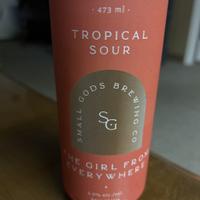 · 473 ml ·
TROPICAL
SOUR
SMALL GODS BREWING CO
SG
THE GIRL FROM
EVERYWHERE